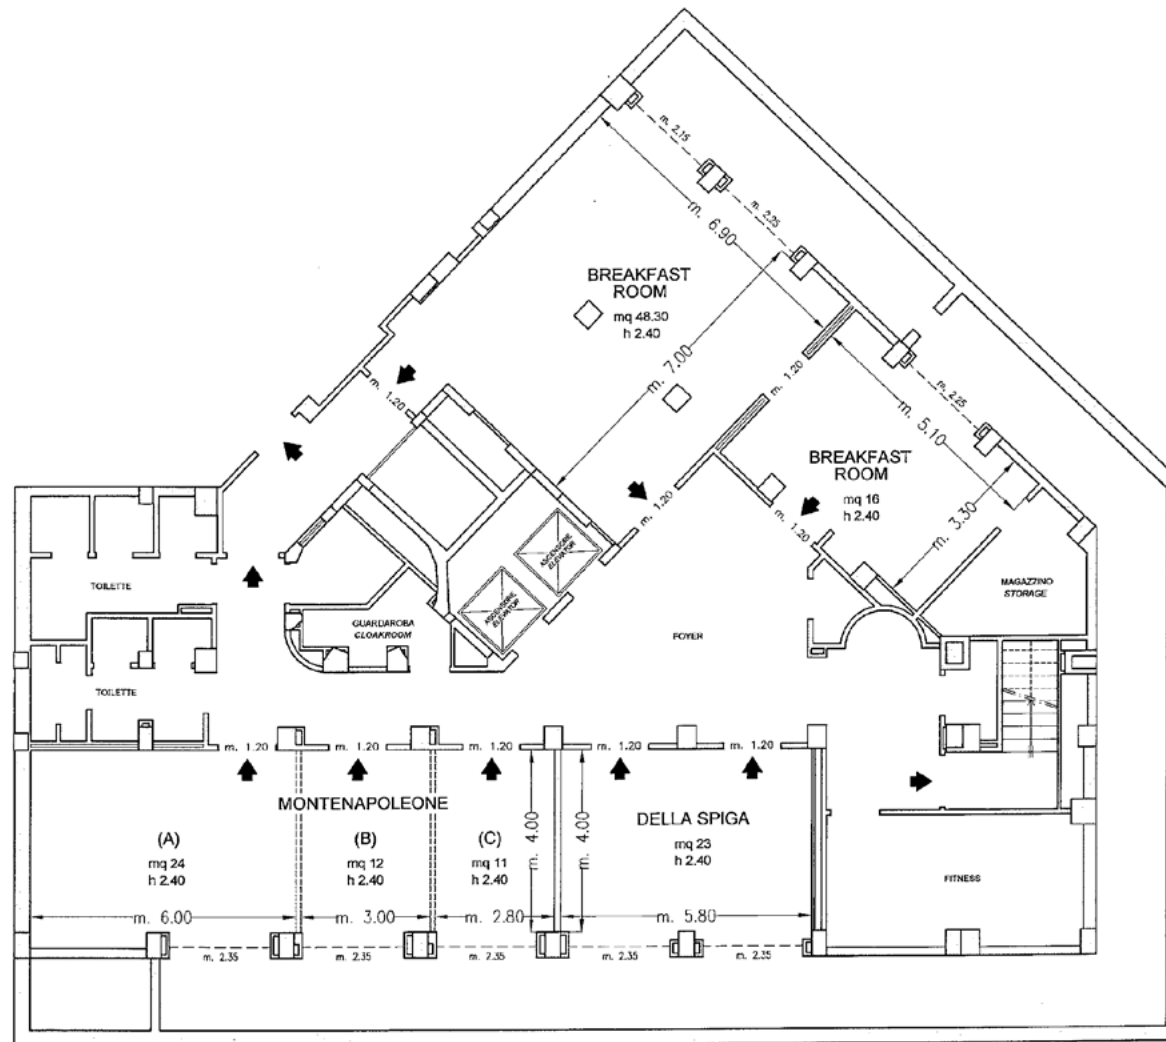 m. 2.15
m. 2.25
m. 6.90
BREAKFAST
ROOM
mq 48.30
h 2.40
m. 7.00
m. 1.20
m. 1.20
m. 2.25
m. 5.10
BREAKFAST
ROOM
mq 16
h 2.40
m. 3.30
m. 1.20
m. 1.20
ASCENSORE
ELEVATOR
ASCENSORE
ELEVATOR
TOILETTE
GUARDAROBA
CLOAKROOM
FOYER
MAGAZZINO
STORAGE
TOILETTE
m. 1.20
m. 1.20
m. 1.20
m. 1.20
m. 1.20
MONTENAPOLEONE
(A)
mq 24
h 2.40
(B)
mq 12
h 2.40
(C)
mq 11
h 2.40
m. 4.00
m. 4.00
DELLA SPIGA
mq 23
h 2.40
FITNESS
m. 6.00
m. 3.00
m. 2.80
m. 5.80
m. 2.35
m. 2.35
m. 2.35
m. 2.35
m. 2.35